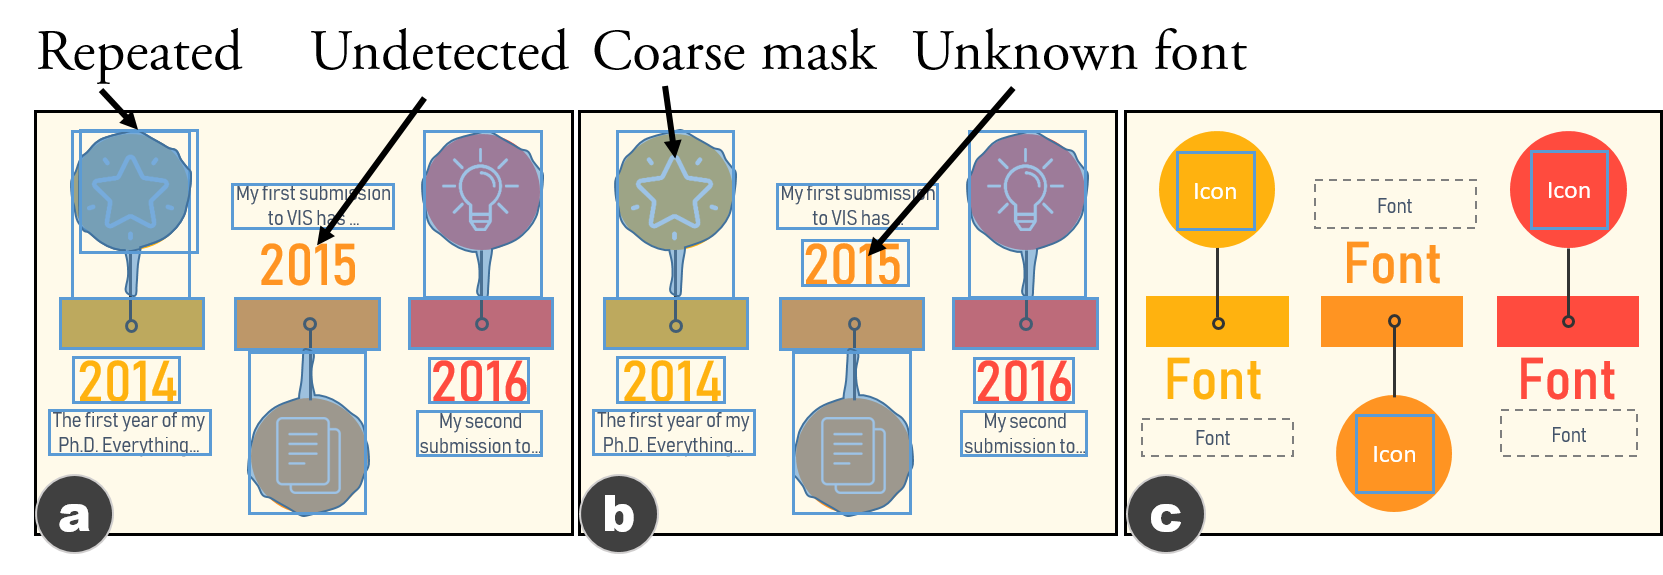 Repeated
Undetected
Coarse mask
Unknown font
My first submission
to VIS has ...
2015
2014
The first year of my
Ph.D. Everything...
2016
My second
submission to...
a
My first submission
to VIS has...
2015
2014
The first year of my
Ph.D. Everything...
2016
My second
submission to...
b
Icon
Font
Font
Icon
Font
Font
Icon
Font
Font
c